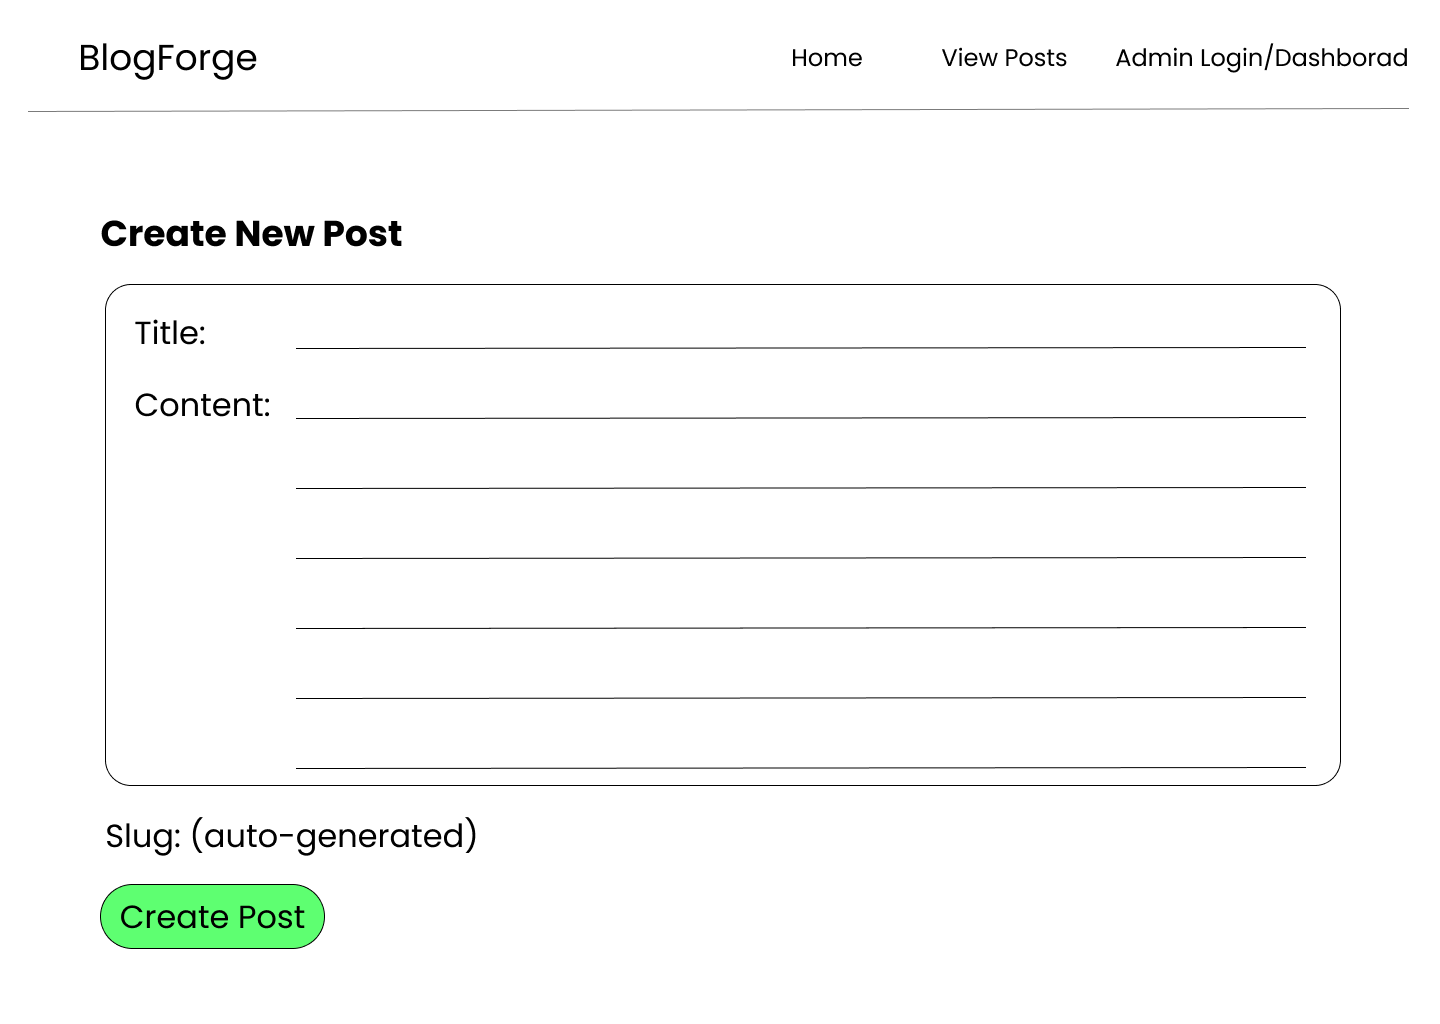 BlogForge Home View Posts Admin Login/Dashborad
Create New Post
Title:
Content:
Slug: (auto-generated)
Create Post